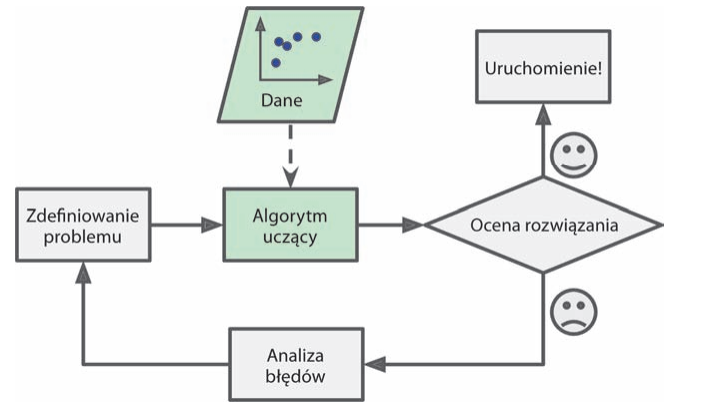 Dane
Uruchomienie!
Zdefiniowanie
problemu
Algorytm
uczący
Ocena rozwiązania
Analiza
błędów